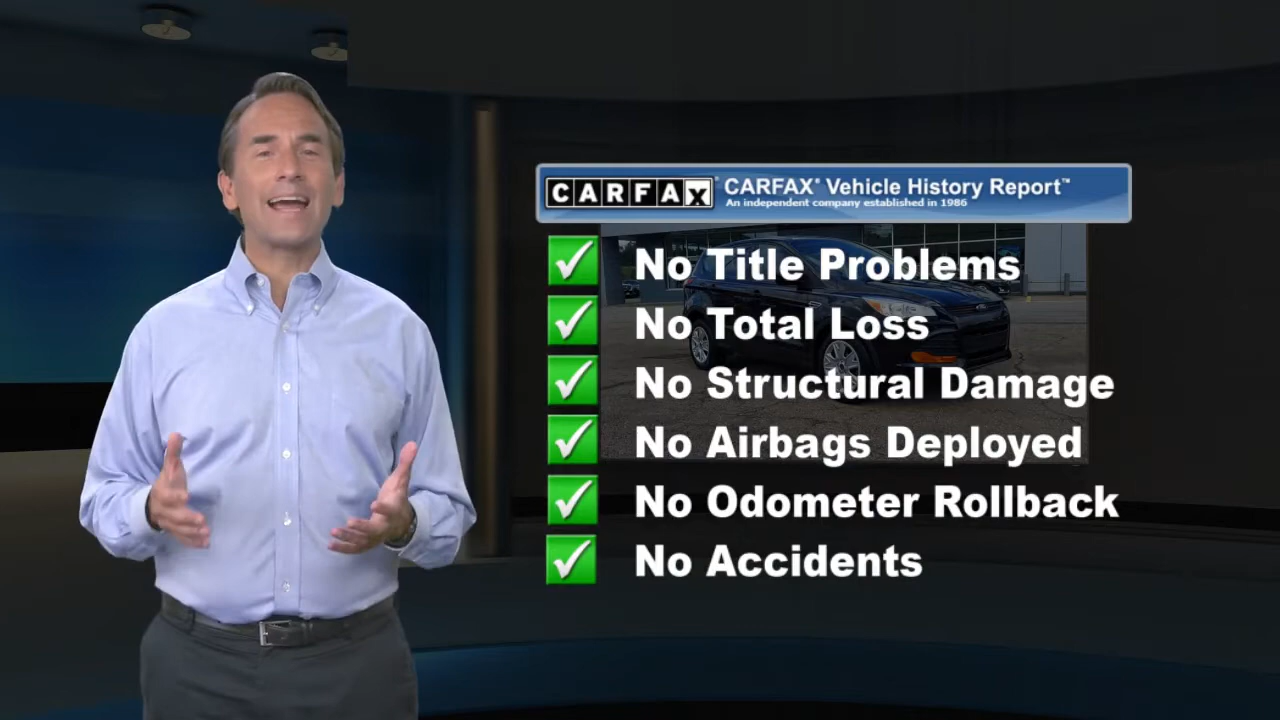 CARFAX® CARFAX® Vehicle History Report™
An independent company established in 1986
No Title Problems
No Total Loss
No Structural Damage
No Airbags Deployed
No Odometer Rollback
No Accidents